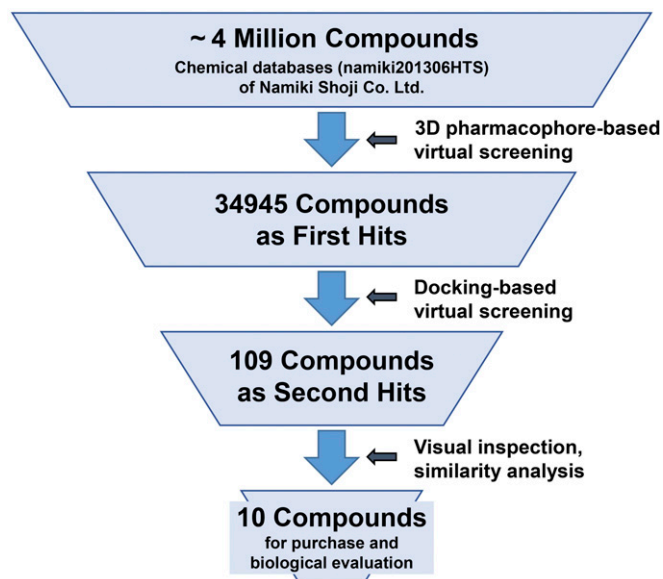 ~ 4 Million Compounds
Chemical databases (namiki201306HTS)
of Namiki Shoji Co. Ltd.
3D pharmacophore-based
virtual screening
34945 Compounds
as First Hits
Docking-based
virtual screening
109 Compounds
as Second Hits
Visual inspection,
similarity analysis
10 Compounds
for purchase and
biological evaluation